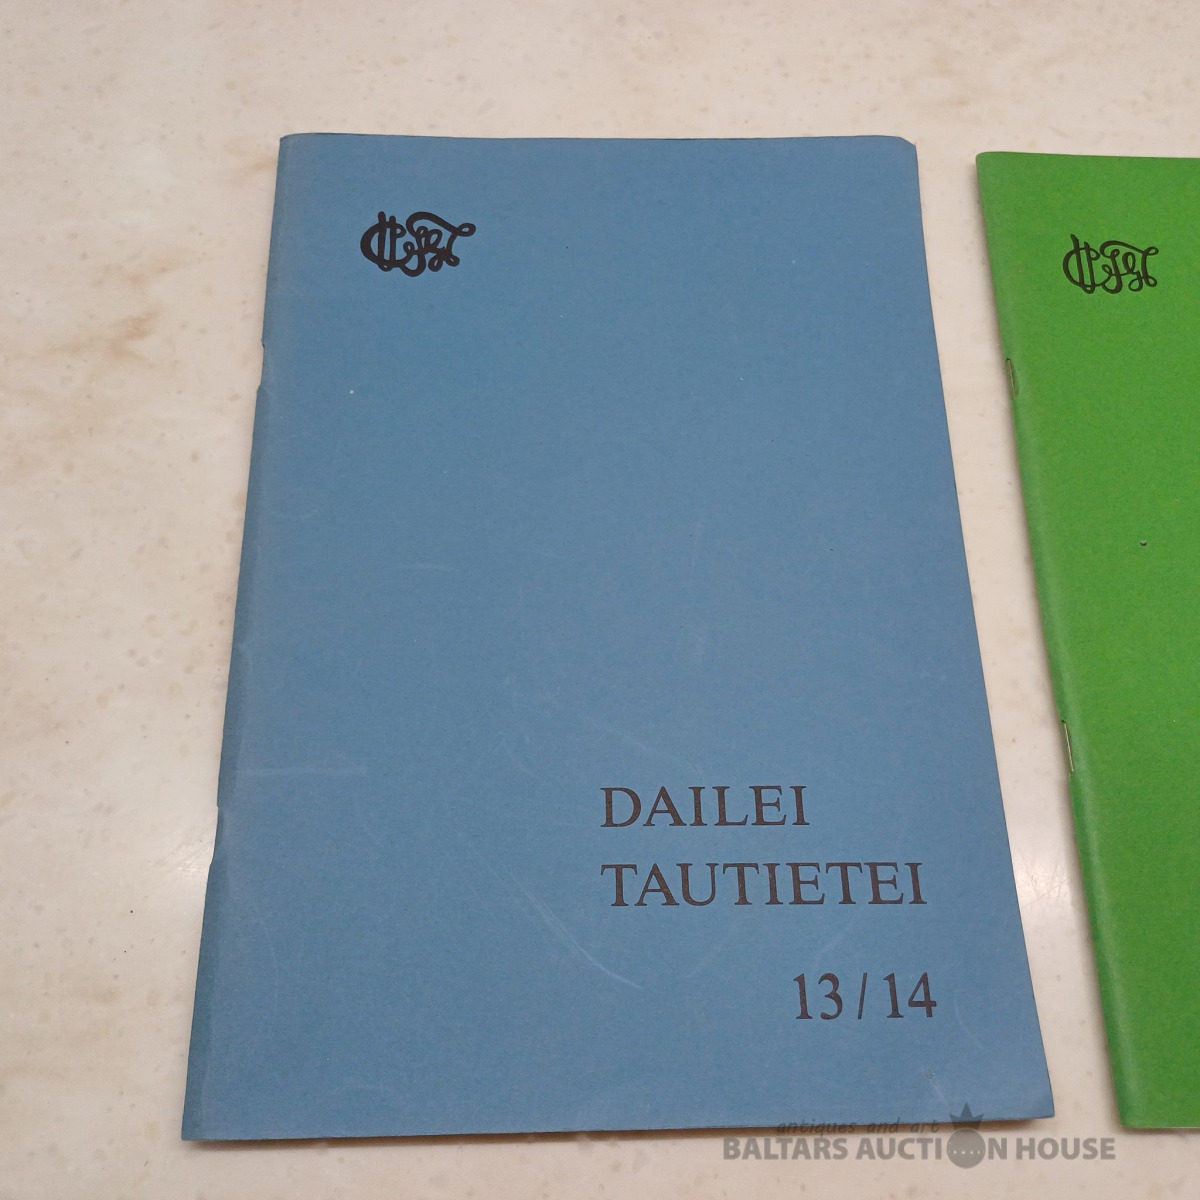 DAILEI
TAUTIETEI
13/14
antiques and art
BALTARS AUCTION HOUSE